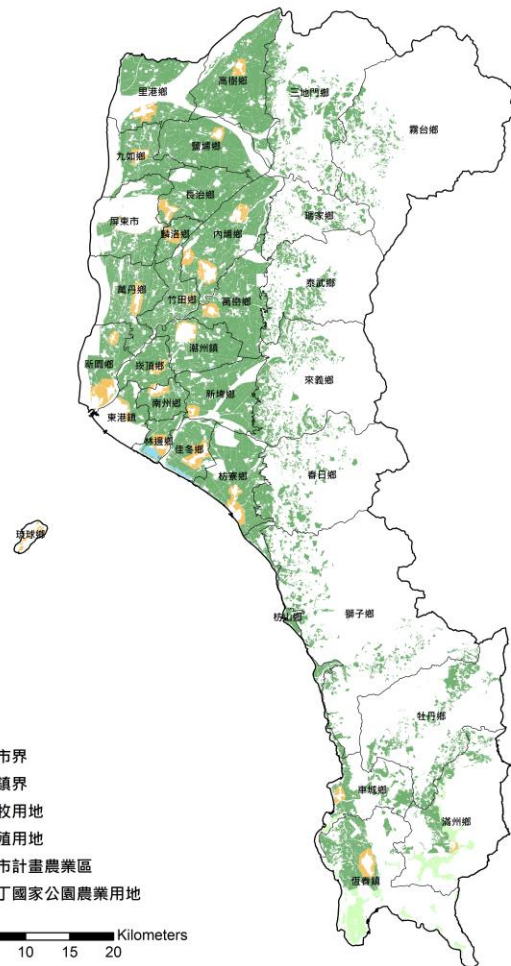 高樹鄉
里港鄉
三地門鄉
霧台鄉
鹽埔鄉
九如鄉
長治鄉
瑪家鄉
屏東市
麟洛鄉
內埔鄉
泰武鄉
萬丹鄉
竹田鄉
萬巒鄉
潮州鎮
新園鄉
崁頂鄉
來義鄉
新埤鄉
南州鄉
東港鎮
林邊鄉
佳冬鄉
枋寮鄉
春日鄉
琉球鄉
枋山鄉
獅子鄉
牡丹鄉
車城鄉
滿州鄉
恆春鎮
市界
鎮界
牧用地
殖用地
市計畫農業區
丁國家公園農業用地
Kilometers
10 15 20